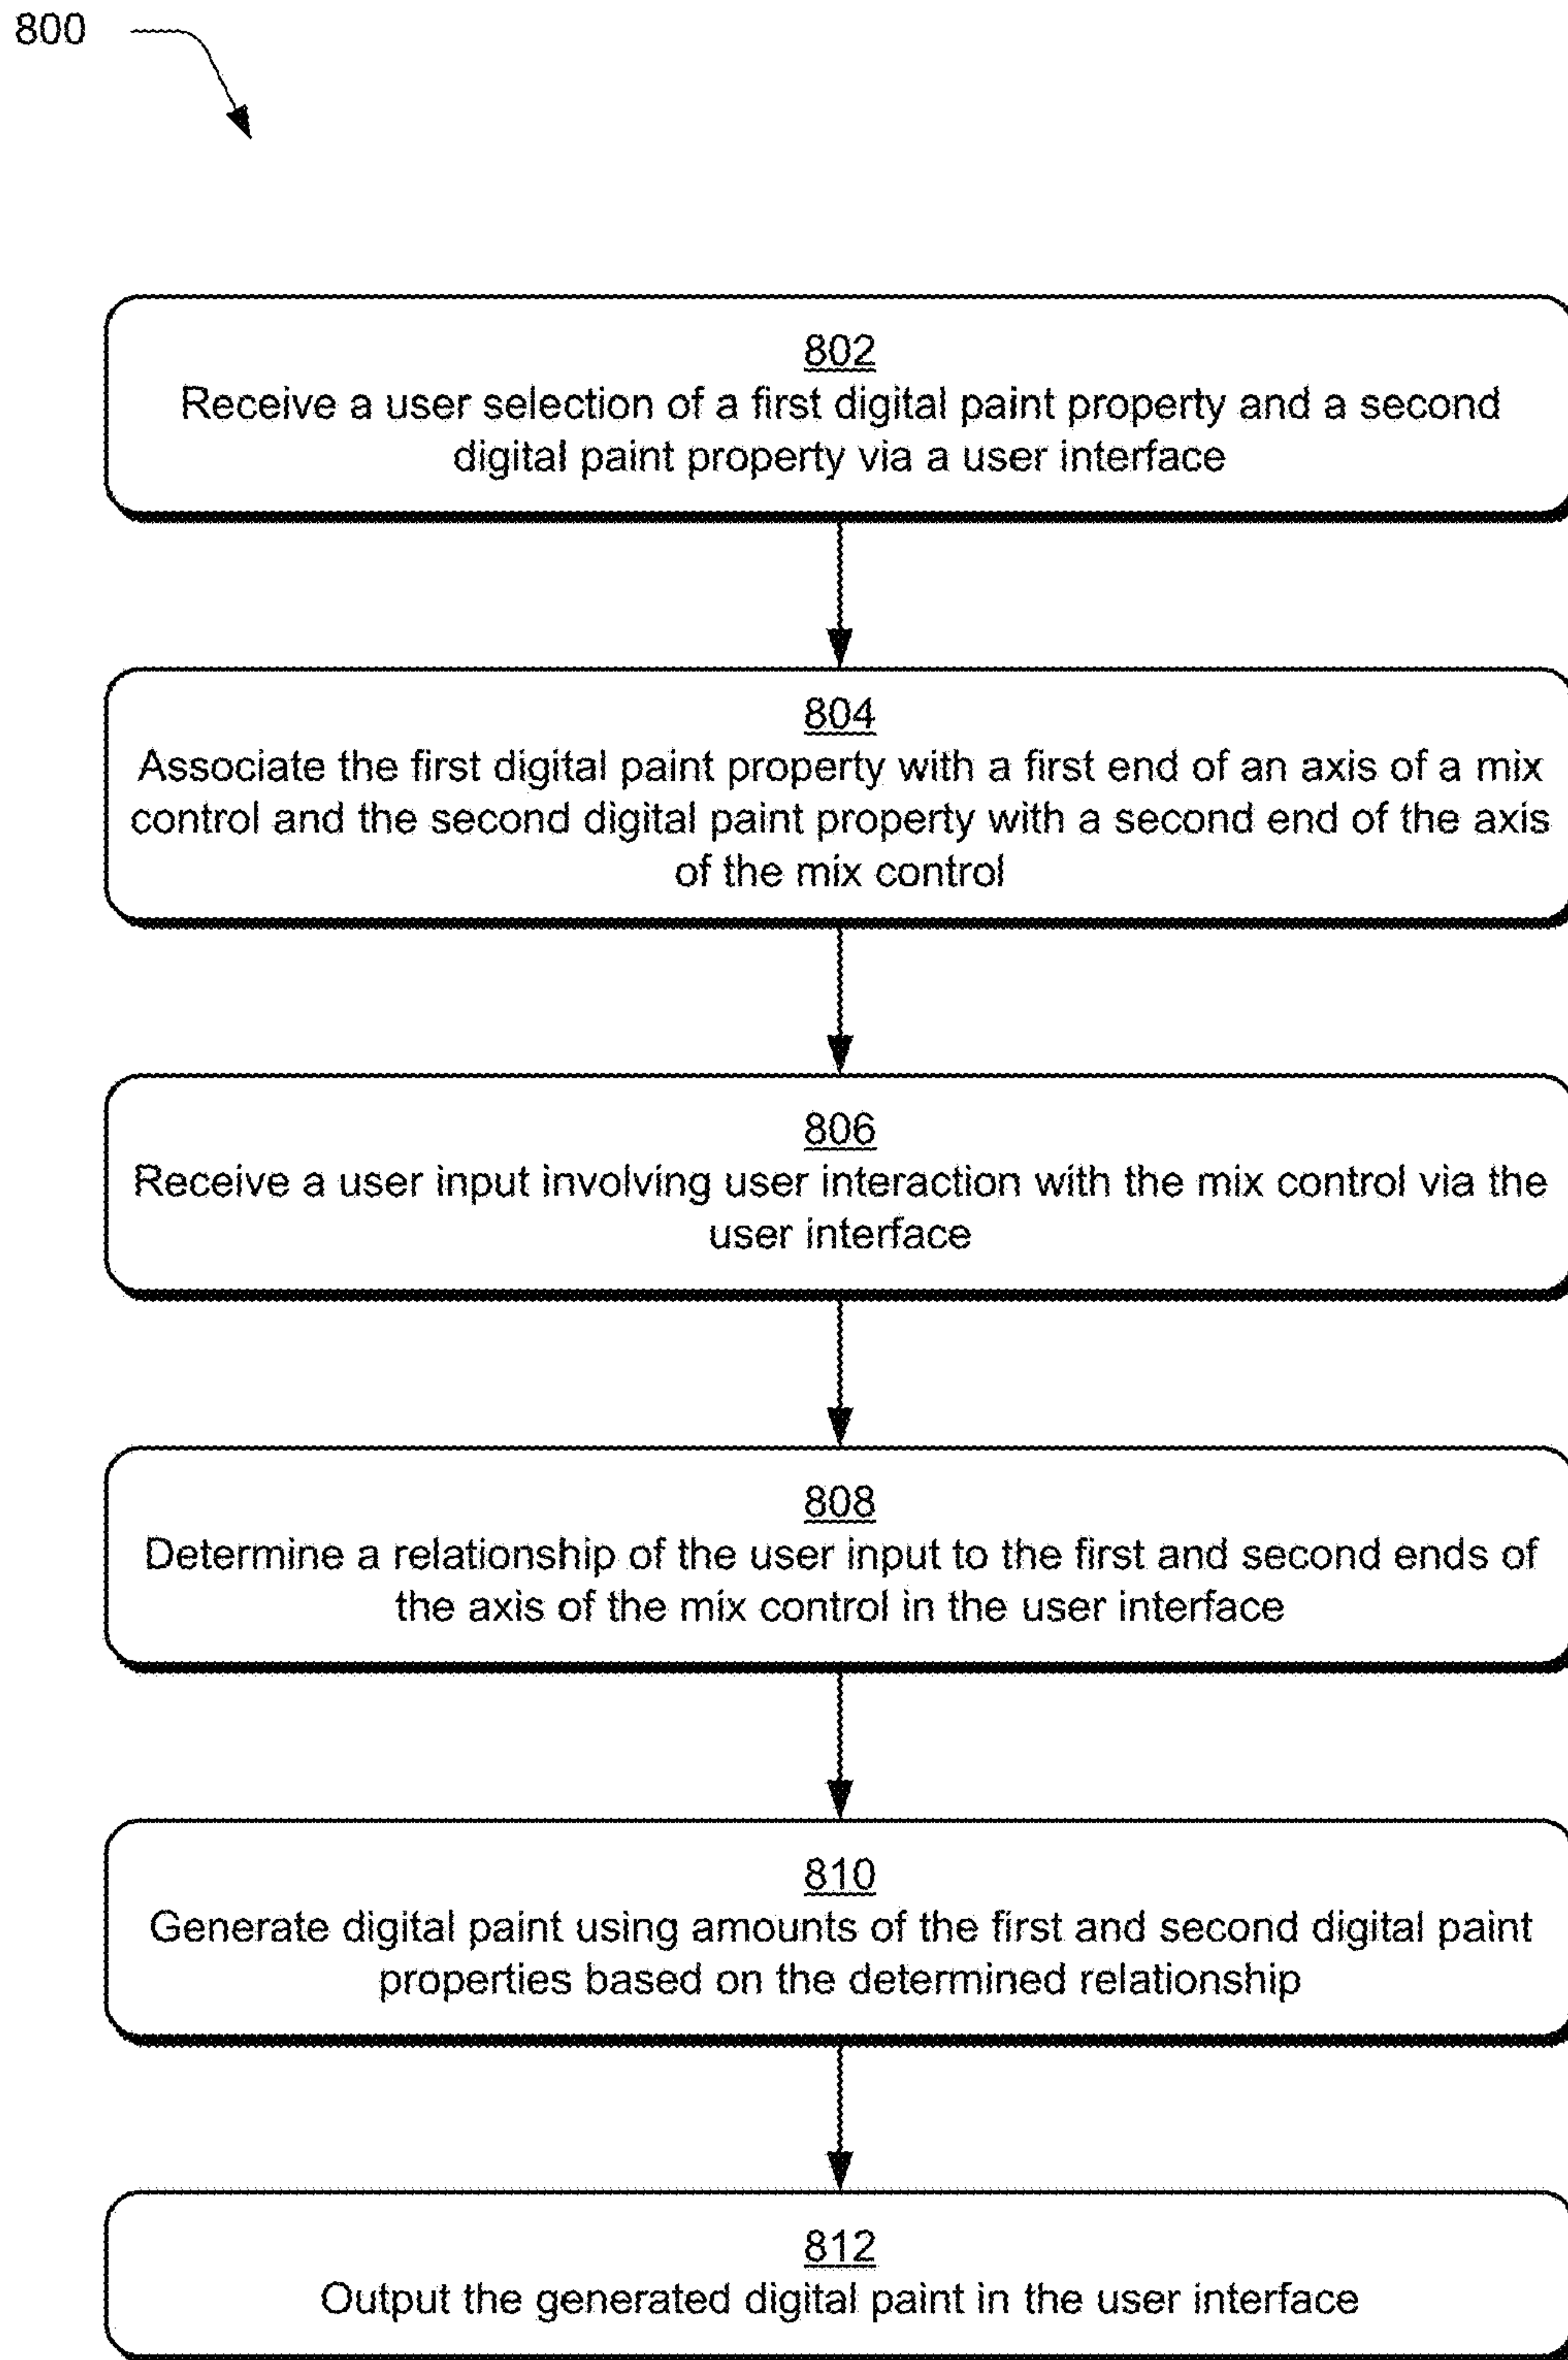 800
802
Receive a user selection of a first digital paint property and a second
digital paint property via a user interface
804
Associate the first digital paint property with a first end of an axis of a mix
control and the second digital paint property with a second end of the axis
of the mix control
806
Receive a user input involving user interaction with the mix control via the
user interface
808
Determine a relationship of the user input to the first and second ends of
the axis of the mix control in the user interface
810
Generate digital paint using amounts of the first and second digital paint
properties based on the determined relationship
812
Output the generated digital paint in the user interface